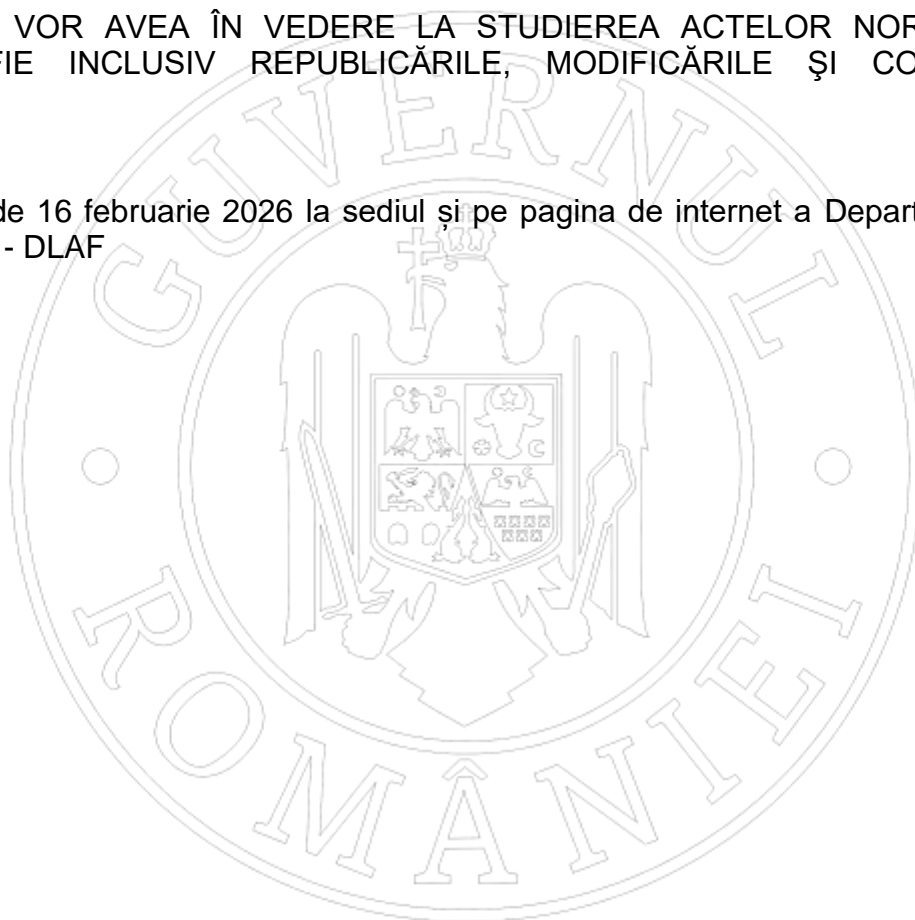 VOR AVEA ÎN VEDERE LA STUDIEREA ACTELOR NOR
FIE INCLUSIV REPUBLICĂRILE, MODIFICĂRILE ŞI CO
de 16 februarie 2026 la sediul și pe pagina de internet a Depart
- DLAF
GUVERNUL
ROMÂNIEI